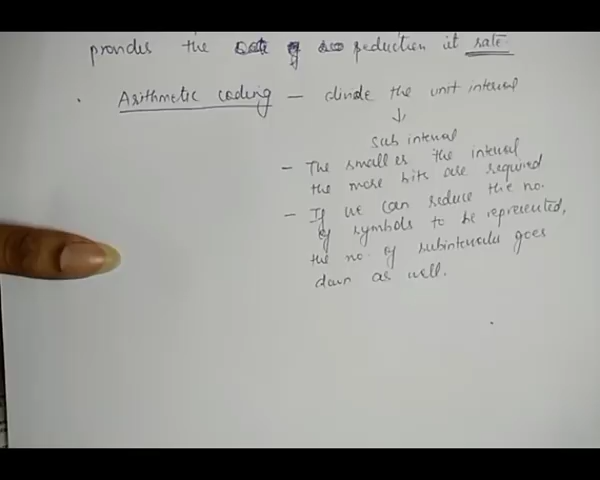 provides the reduction it rate.
. Arithmetic coding – divide the unit interval
↓
sub interval
– The smaller the interval
the more bits are required
– If we can reduce the no.
of symbols to be represented,
the no. of subintervals goes
down as well.